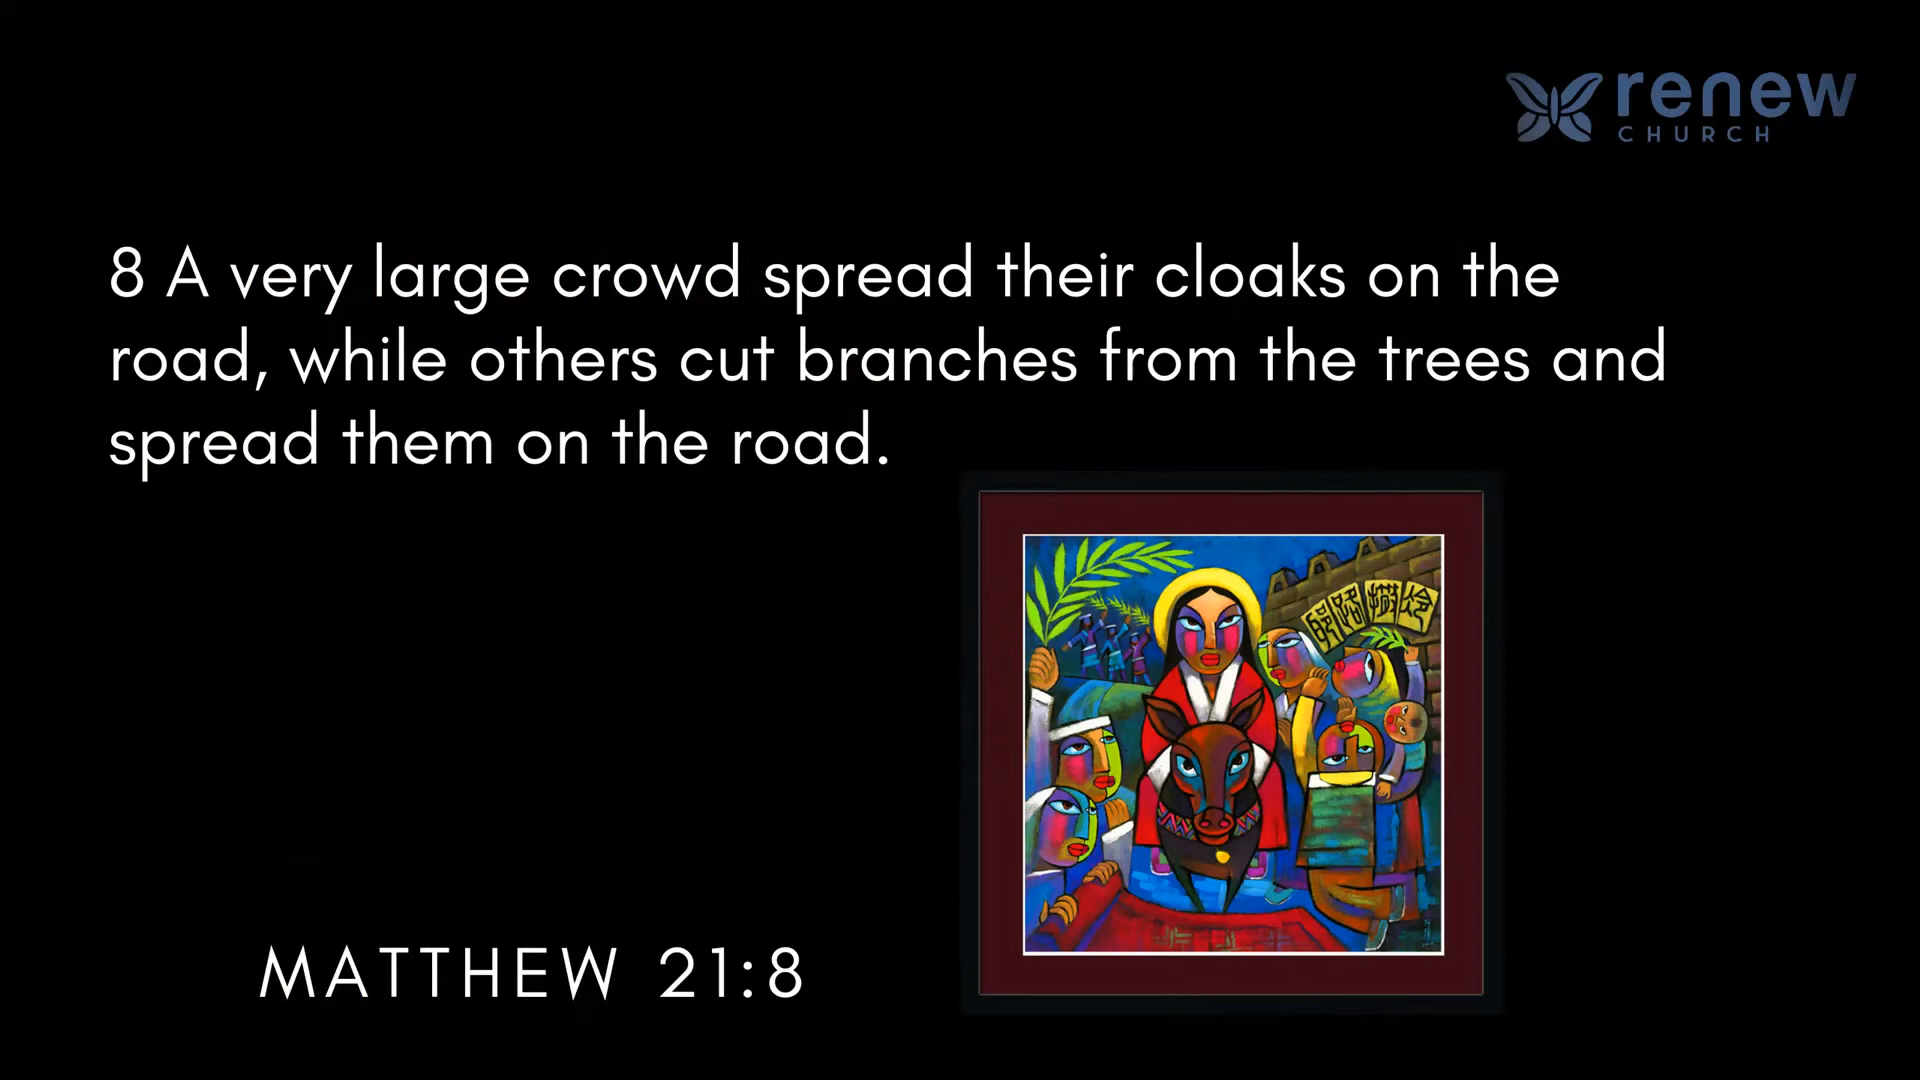 renew
CHURCH
8 A very large crowd spread their cloaks on the
road, while others cut branches from the trees and
spread them on the road.
MATTHEW 21:8